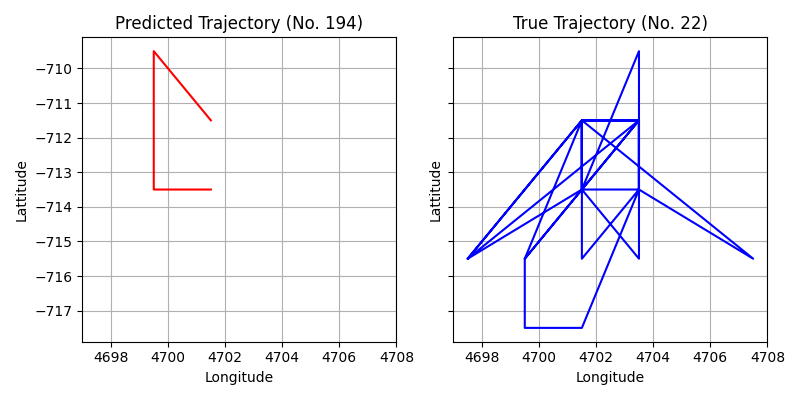 Predicted Trajectory (No. 194)
True Trajectory (No. 22)
Lattitude
−710
−711
−712
−713
−714
−715
−716
−717
4698 4700 4702 4704 4706 4708
Longitude
Lattitude
4698 4700 4702 4704 4706 4708
Longitude